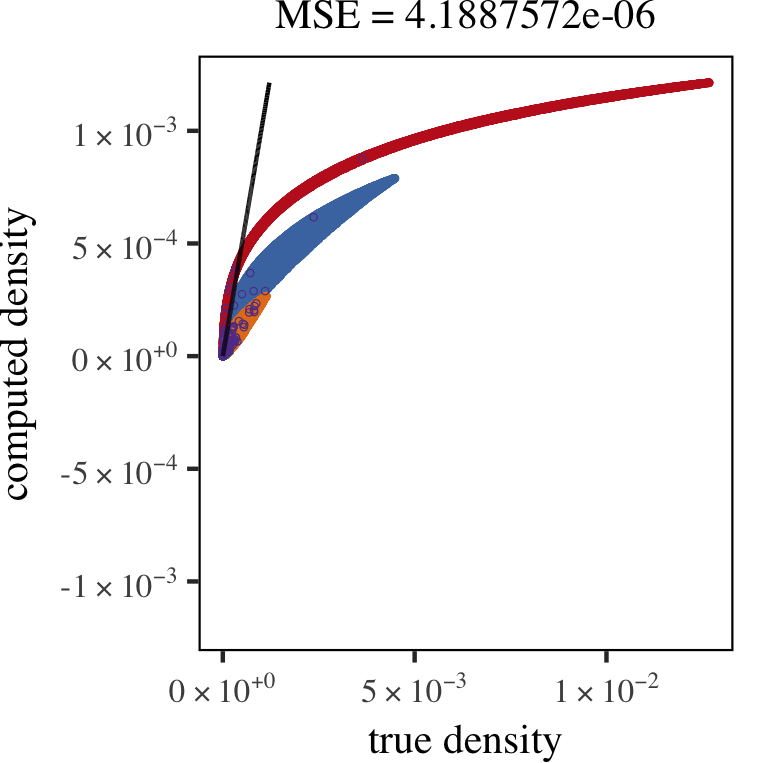 MSE = 4.1887572e-06
computed density
1 × 10⁻³
5 × 10⁻⁴
0 × 10⁺⁰
-5 × 10⁻⁴
-1 × 10⁻³
0 × 10⁺⁰ 5 × 10⁻³ 1 × 10⁻²
true density